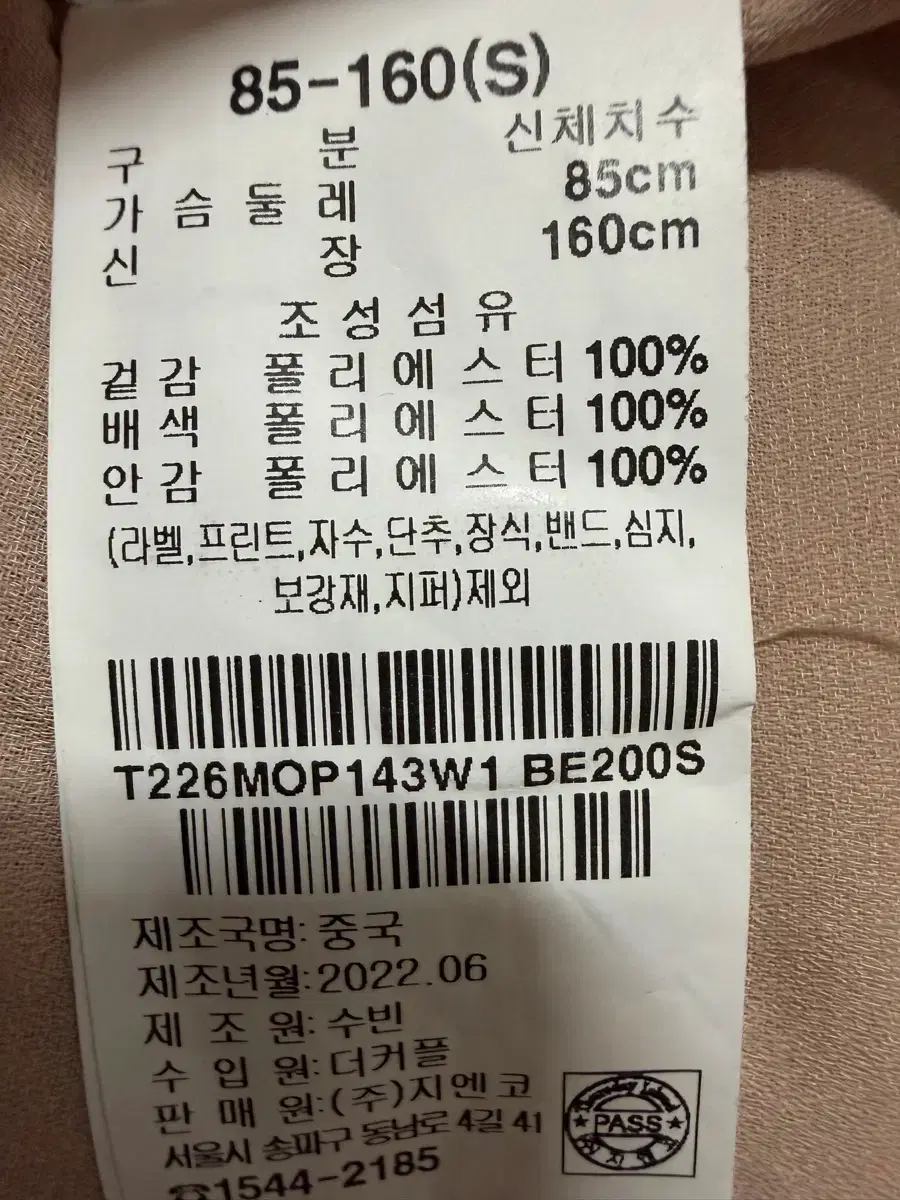 85-160(S)
구 분 신체치수
가 슴 둘 레 85cm
신 장 160cm
조 성 섬 유
겉 감 폴 리 에 스 터 100%
배 색 폴 리 에 스 터 100%
안 감 폴 리 에 스 터 100%
(라벨,프린트,자수,단추,장식,밴드,심지,
보강재,지퍼)제외
T226MOP143W1 BE200S
제조국명: 중국
제조년월:2022.06
제 조 원: 수빈
수 입 원:더커플
판 매 원:(주)지엔코
서울시 송파구 동남로 4길 41
☎1544-2185
PASS